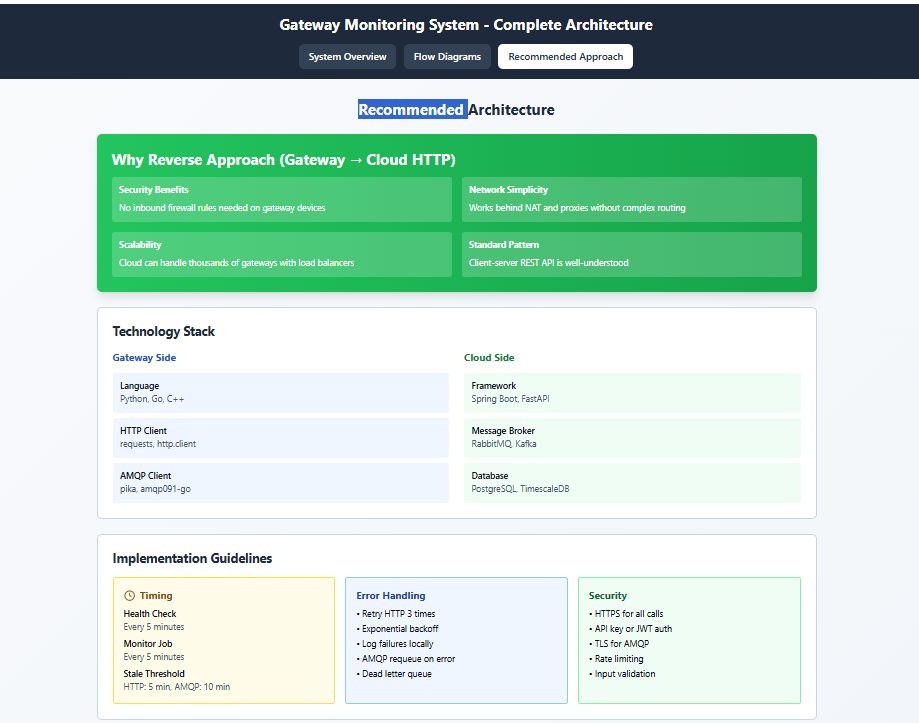 Gateway Monitoring System - Complete Architecture
System Overview
Flow Diagrams
Recommended Approach
Recommended Architecture
Why Reverse Approach (Gateway → Cloud HTTP)
Security Benefits
No inbound firewall rules needed on gateway devices
Network Simplicity
Works behind NAT and proxies without complex routing
Scalability
Cloud can handle thousands of gateways with load balancers
Standard Pattern
Client-server REST API is well-understood
Technology Stack
Gateway Side
Language
Python, Go, C++
HTTP Client
requests, http.client
AMQP Client
pika, amqp091-go
Cloud Side
Framework
Spring Boot, FastAPI
Message Broker
RabbitMQ, Kafka
Database
PostgreSQL, TimescaleDB
Implementation Guidelines
Timing
Health Check
Every 5 minutes
Monitor Job
Every 5 minutes
Stale Threshold
HTTP: 5 min, AMQP: 10 min
Error Handling
• Retry HTTP 3 times
• Exponential backoff
• Log failures locally
• AMQP requeue on error
• Dead letter queue
Security
• HTTPS for all calls
• API key or JWT auth
• TLS for AMQP
• Rate limiting
• Input validation